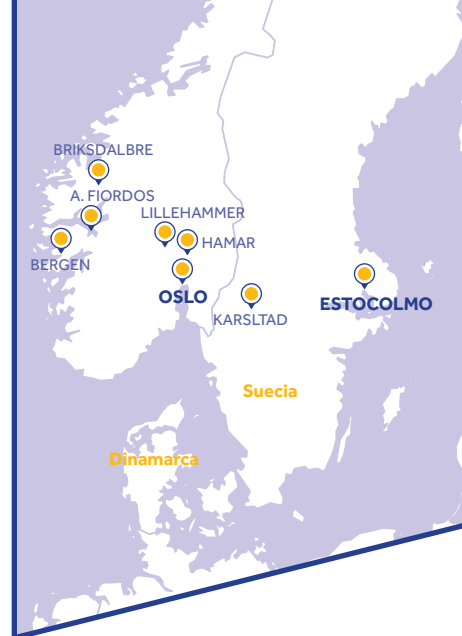 BRIKSDALBRE
A. FIORDOS
LILLEHAMMER
HAMAR
BERGEN
OSLO
ESTOCOLMO
KARSLTAD
Suecia
Dinamarca